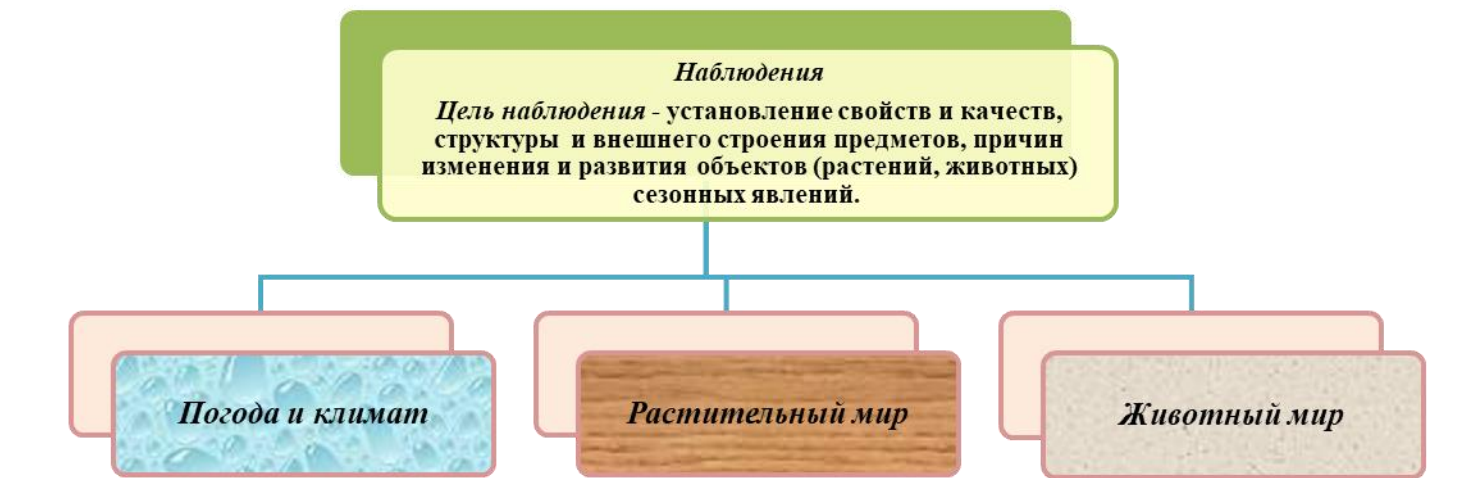 Наблюдения
Цель наблюдения - установление свойств и качеств,
структуры и внешнего строения предметов, причин
изменения и развития объектов (растений, животных)
сезонных явлений.
Погода и климат
Растительный мир
Животный мир